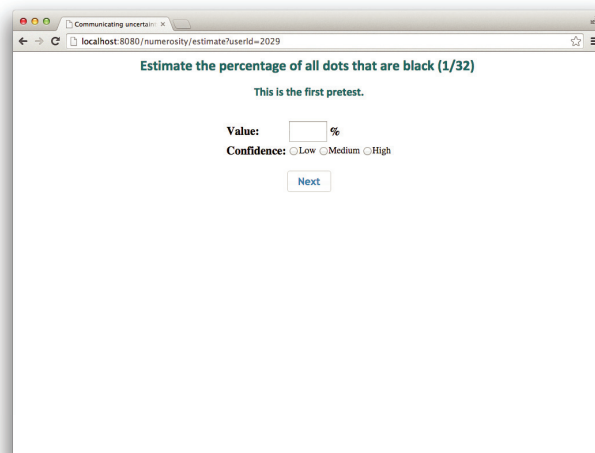 Communicating uncertain
localhost:8080/numerosity/estimate?userId=2029
Estimate the percentage of all dots that are black (1/32)
This is the first pretest.
Value: %
Confidence: Low Medium High
Next